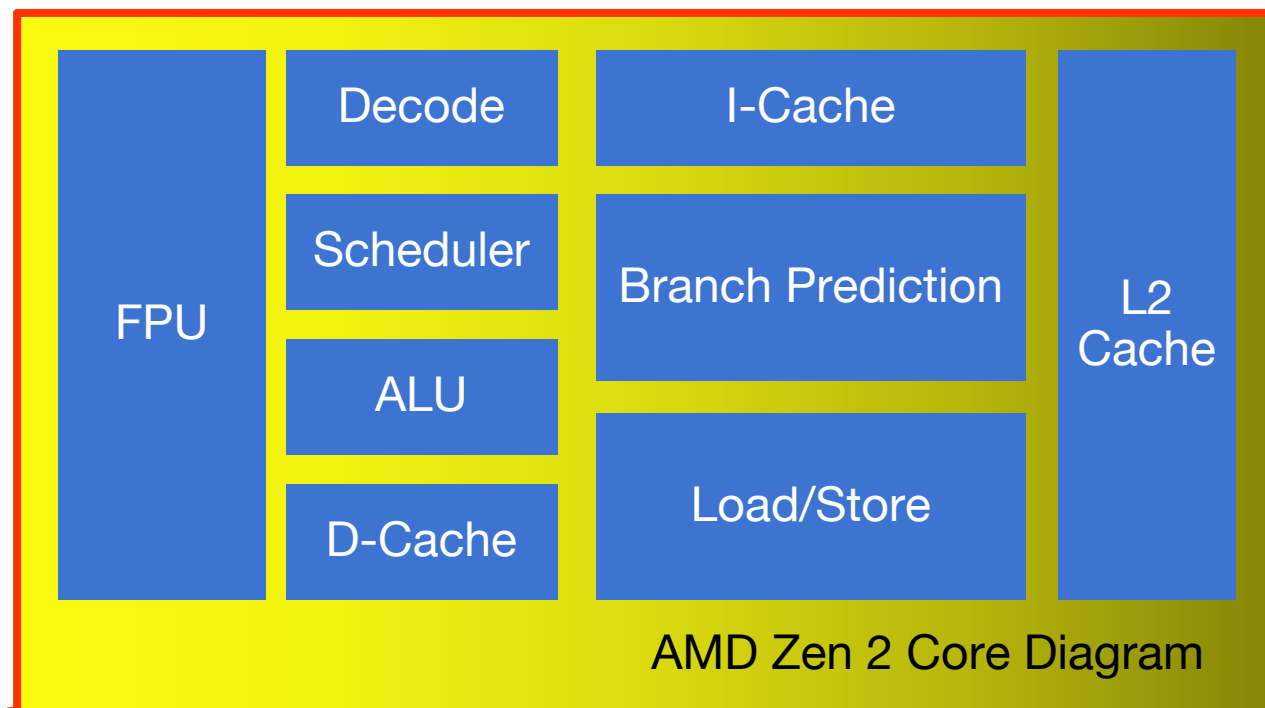 FPU
Decode
Scheduler
ALU
D-Cache
I-Cache
Branch Prediction
Load/Store
L2
Cache
AMD Zen 2 Core Diagram